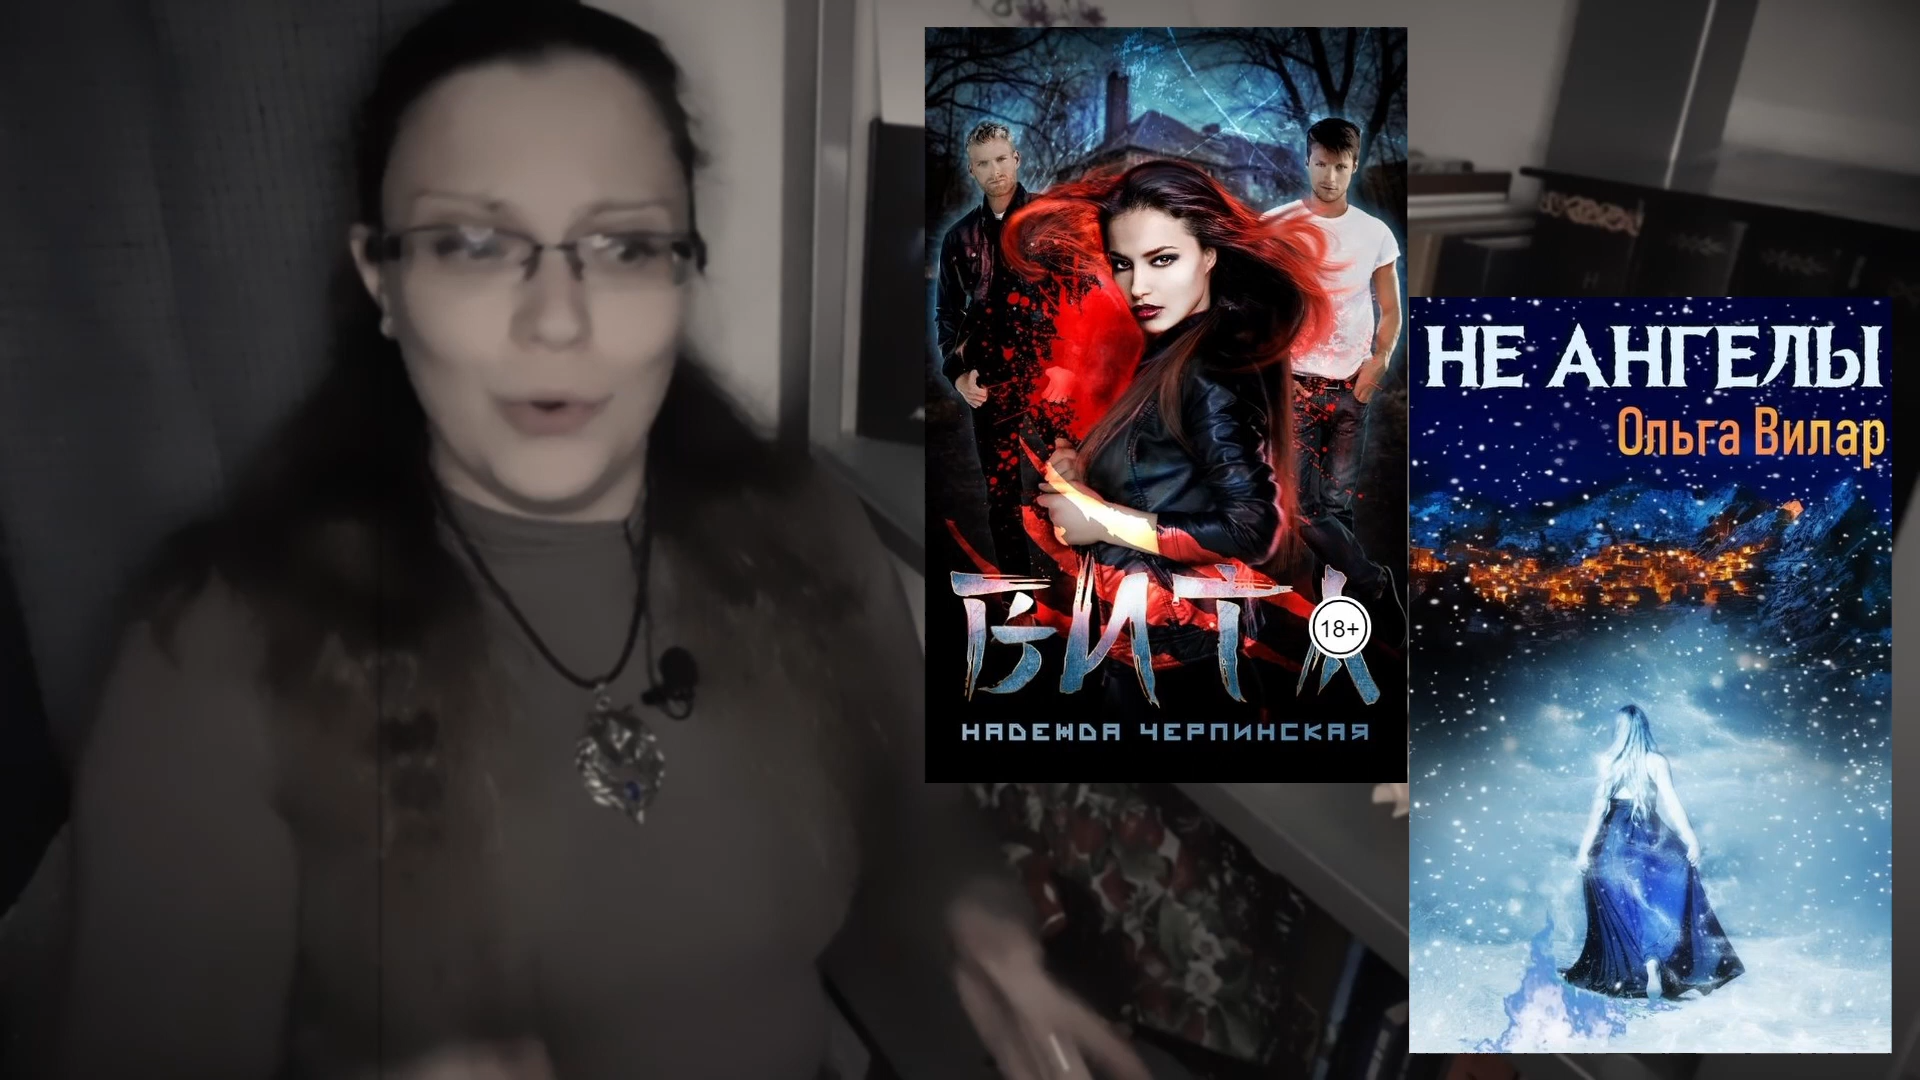 ВИТА
18+
НАДЕЖДА ЧЕРПИНСКАЯ
НЕ АНГЕЛЫ
Ольга Вилар